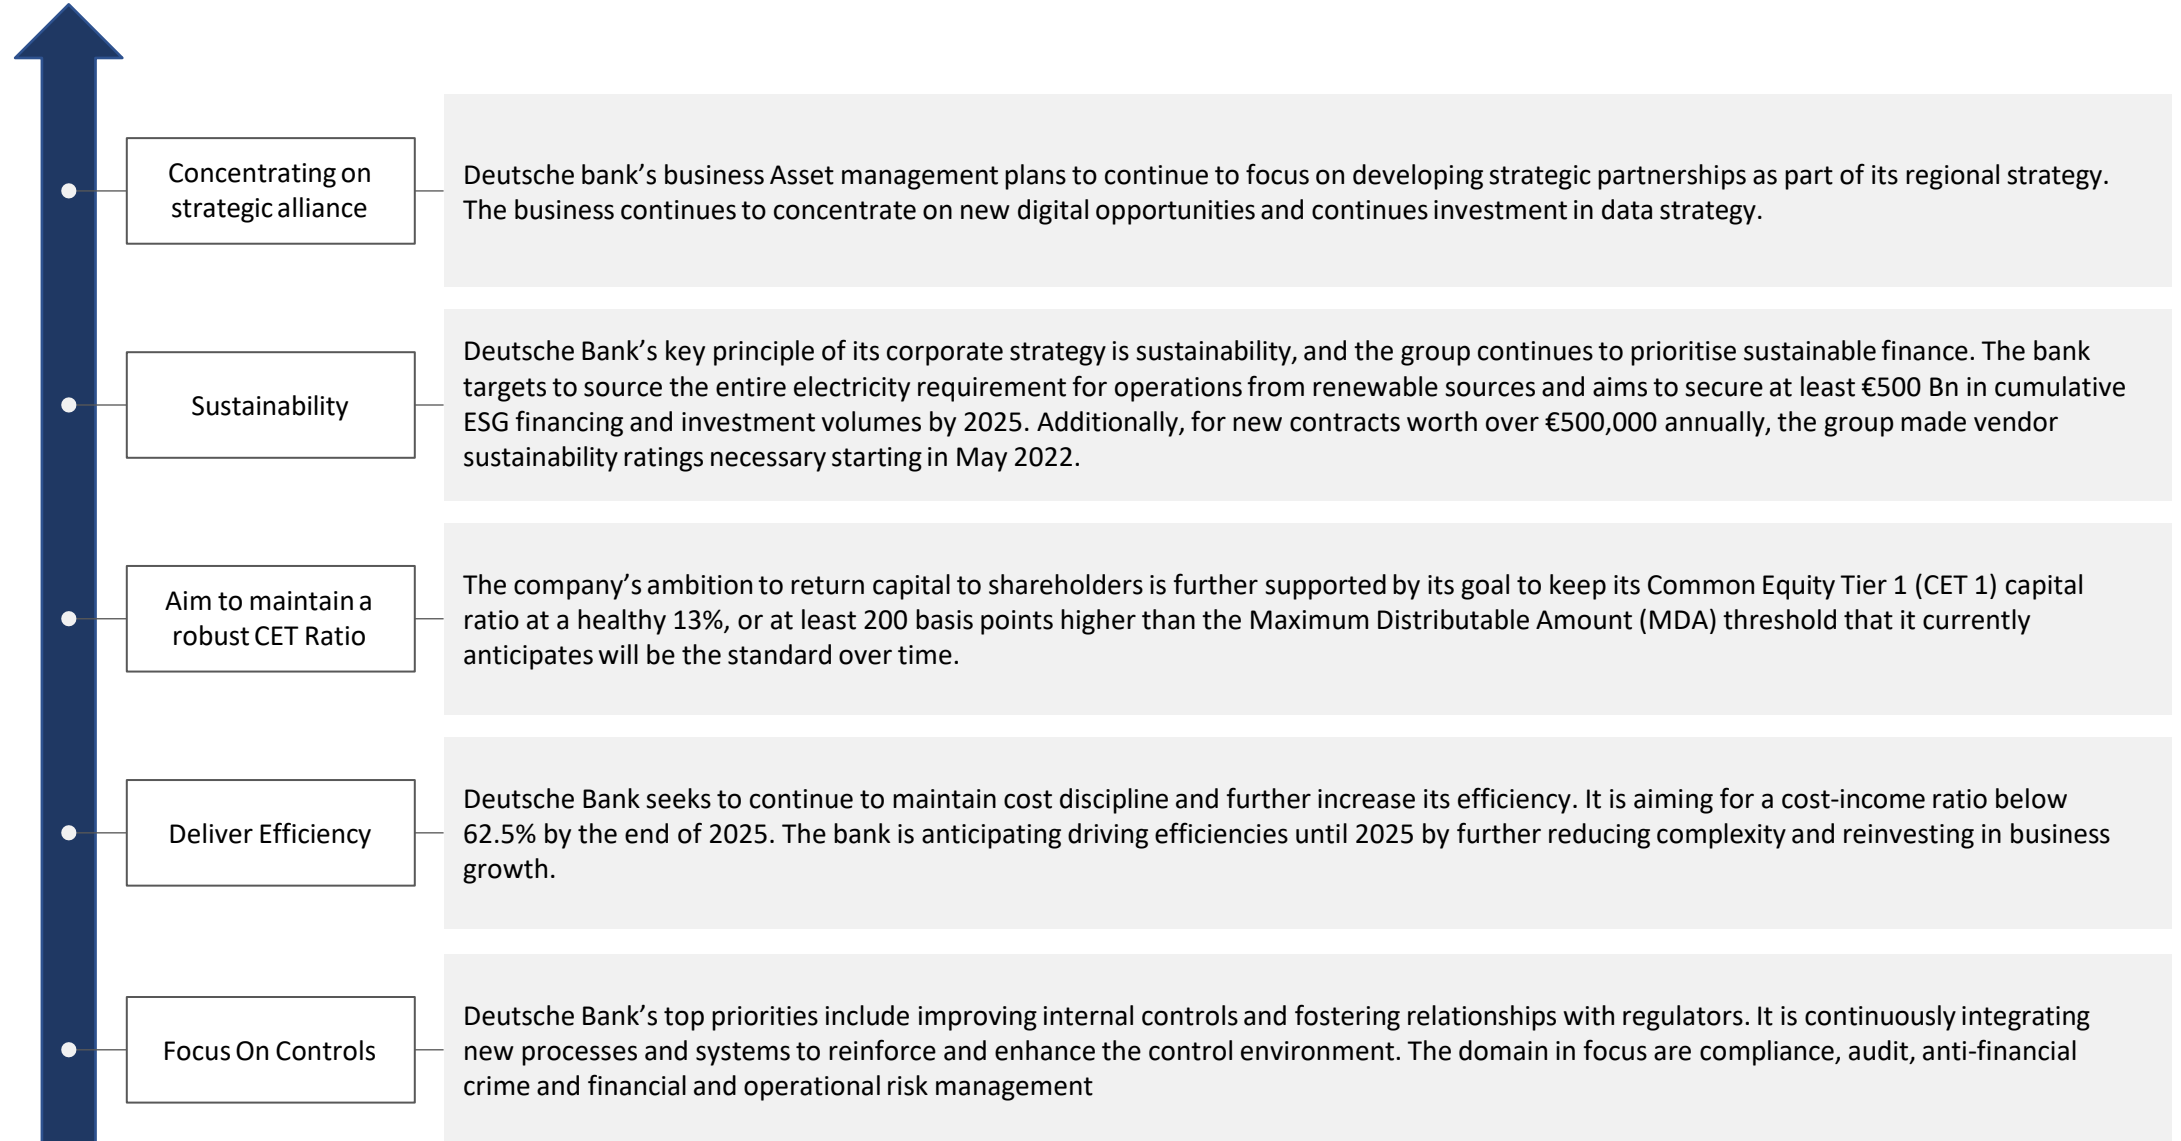 Concentrating on
strategic alliance
Deutsche bank’s business Asset management plans to continue to focus on developing strategic partnerships as part of its regional strategy.
The business continues to concentrate on new digital opportunities and continues investment in data strategy.
Sustainability
Deutsche Bank’s key principle of its corporate strategy is sustainability, and the group continues to prioritise sustainable finance. The bank
targets to source the entire electricity requirement for operations from renewable sources and aims to secure at least €500 Bn in cumulative
ESG financing and investment volumes by 2025. Additionally, for new contracts worth over €500,000 annually, the group made vendor
sustainability ratings necessary starting in May 2022.
Aim to maintain a
robust CET Ratio
The company’s ambition to return capital to shareholders is further supported by its goal to keep its Common Equity Tier 1 (CET 1) capital
ratio at a healthy 13%, or at least 200 basis points higher than the Maximum Distributable Amount (MDA) threshold that it currently
anticipates will be the standard over time.
Deliver Efficiency
Deutsche Bank seeks to continue to maintain cost discipline and further increase its efficiency. It is aiming for a cost-income ratio below
62.5% by the end of 2025. The bank is anticipating driving efficiencies until 2025 by further reducing complexity and reinvesting in business
growth.
Focus On Controls
Deutsche Bank’s top priorities include improving internal controls and fostering relationships with regulators. It is continuously integrating
new processes and systems to reinforce and enhance the control environment. The domain in focus are compliance, audit, anti-financial
crime and financial and operational risk management